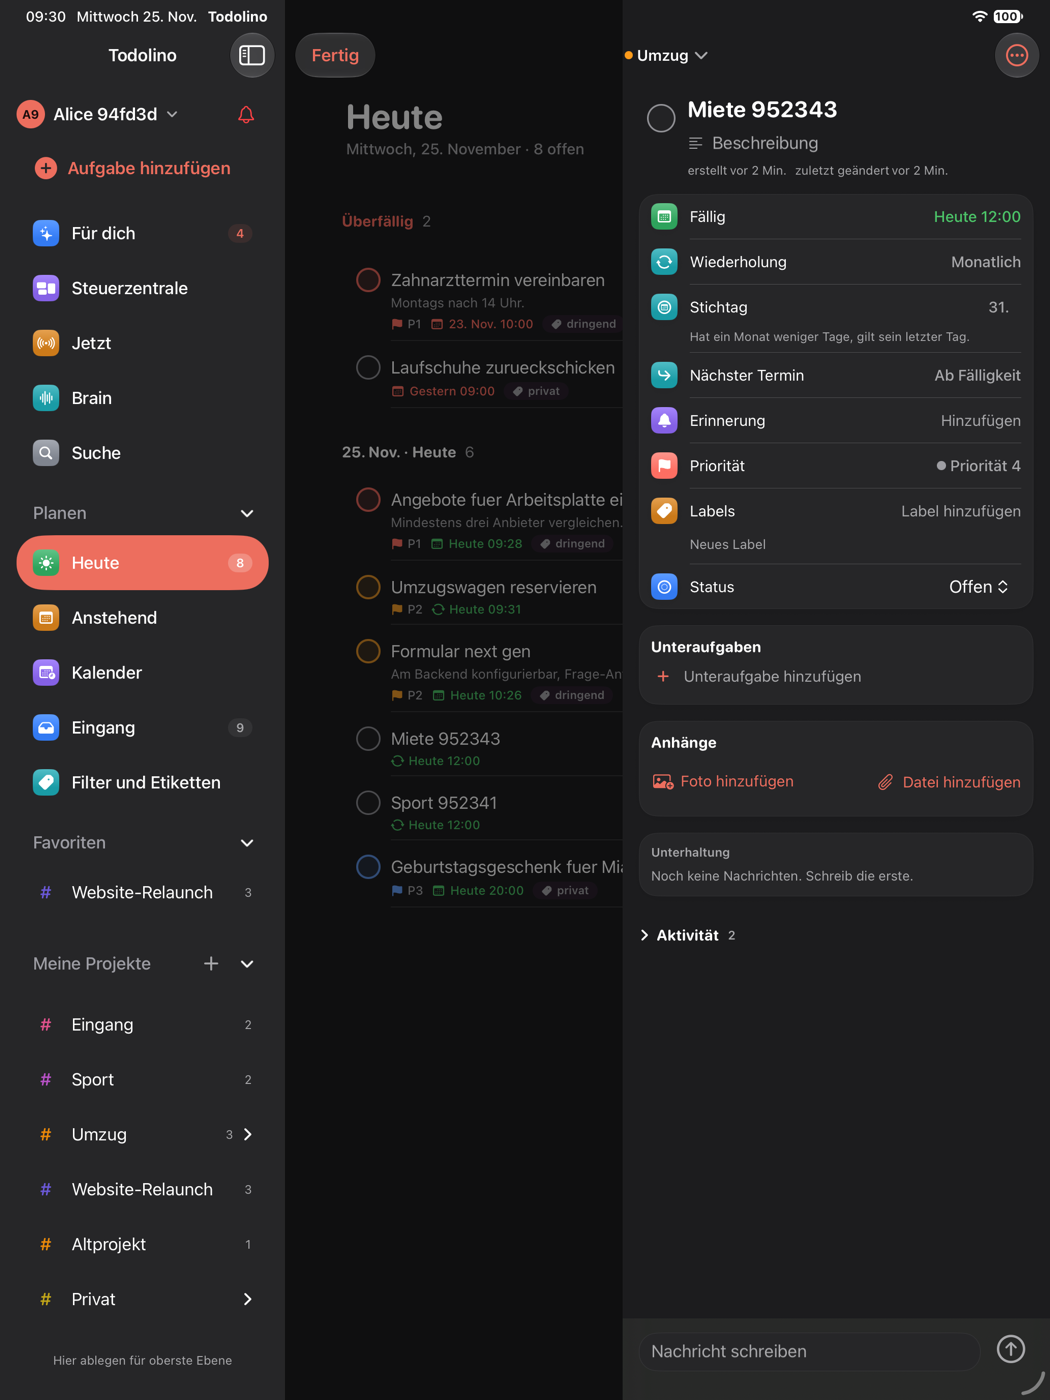 09:30 Mittwoch 25. Nov. Todolino
100
Todolino
A9 Alice 94fd3d
Aufgabe hinzufügen
Für dich 4
Steuerzentrale
Jetzt
Brain
Suche
Planen
Heute 8
Anstehend
Kalender
Eingang 9
Filter und Etiketten
Favoriten
# Website-Relaunch 3
Meine Projekte
# Eingang 2
# Sport 2
# Umzug 3
# Website-Relaunch 3
# Altprojekt 1
# Privat
Hier ablegen für oberste Ebene
Fertig
Heute
Mittwoch, 25. November · 8 offen
Überfällig 2
Zahnarzttermin vereinbaren
Montags nach 14 Uhr.
P1 23. Nov. 10:00 dringend
Laufschuhe zurueckschicken
Gestern 09:00 privat
25. Nov. · Heute 6
Angebote fuer Arbeitsplatte ei
Mindestens drei Anbieter vergleichen.
P1 Heute 09:28 dringend
Umzugswagen reservieren
P2 Heute 09:31
Formular next gen
Am Backend konfigurierbar, Frage-An
P2 Heute 10:26 dringend
Miete 952343
Heute 12:00
Sport 952341
Heute 12:00
Geburtstagsgeschenk fuer Mia
P3 Heute 20:00 privat
Umzug
Miete 952343
Beschreibung
erstellt vor 2 Min. zuletzt geändert vor 2 Min.
Fällig Heute 12:00
Wiederholung Monatlich
Stichtag 31.
Hat ein Monat weniger Tage, gilt sein letzter Tag.
Nächster Termin Ab Fälligkeit
Erinnerung Hinzufügen
Priorität Priorität 4
Labels Label hinzufügen
Neues Label
Status Offen
Unteraufgaben
+ Unteraufgabe hinzufügen
Anhänge
Foto hinzufügen Datei hinzufügen
Unterhaltung
Noch keine Nachrichten. Schreib die erste.
Aktivität 2
Nachricht schreiben